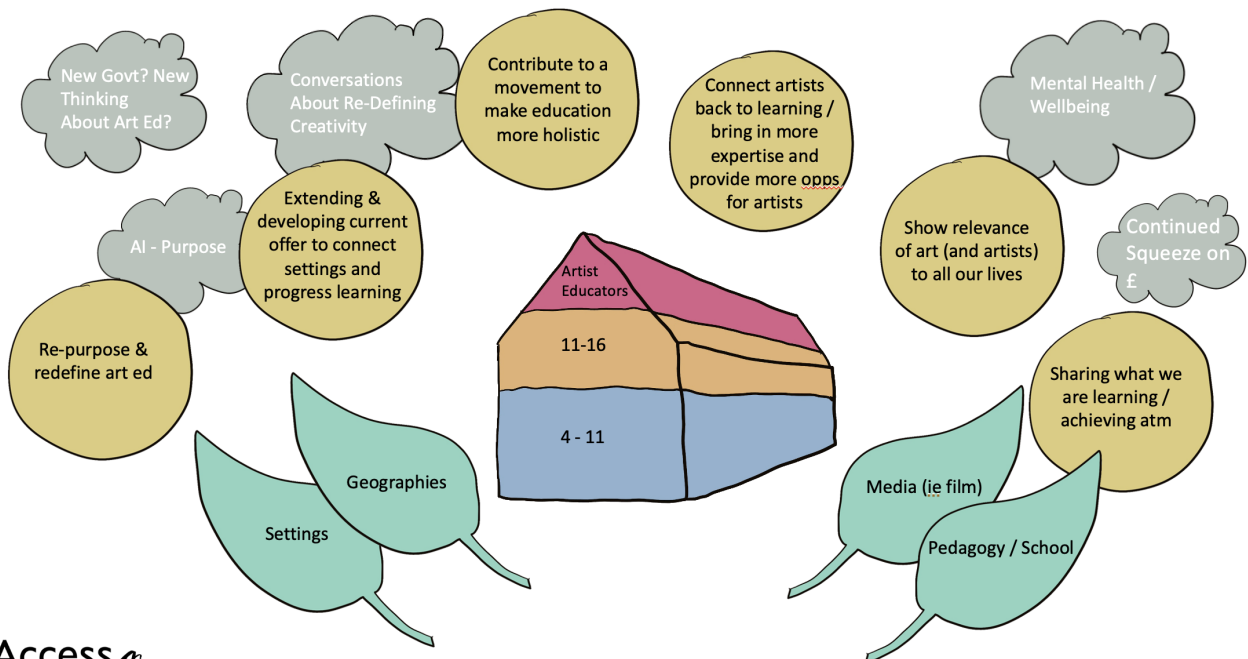 New Govt? New
Thinking
About Art Ed?
Conversations
About Re-Defining
Creativity
Contribute to a
movement to
make education
more holistic
Connect artists
back to learning /
bring in more
expertise and
provide more opps
for artists
Mental Health /
Wellbeing
AI - Purpose
Extending &
developing current
offer to connect
settings and
progress learning
Show relevance
of art (and artists)
to all our lives
Continued
Squeeze on
£
Re-purpose &
redefine art ed
Artist
Educators
11-16
4 - 11
Sharing what we
are learning /
achieving atm
Geographies
Settings
Media (ie film)
Pedagogy / School
Access